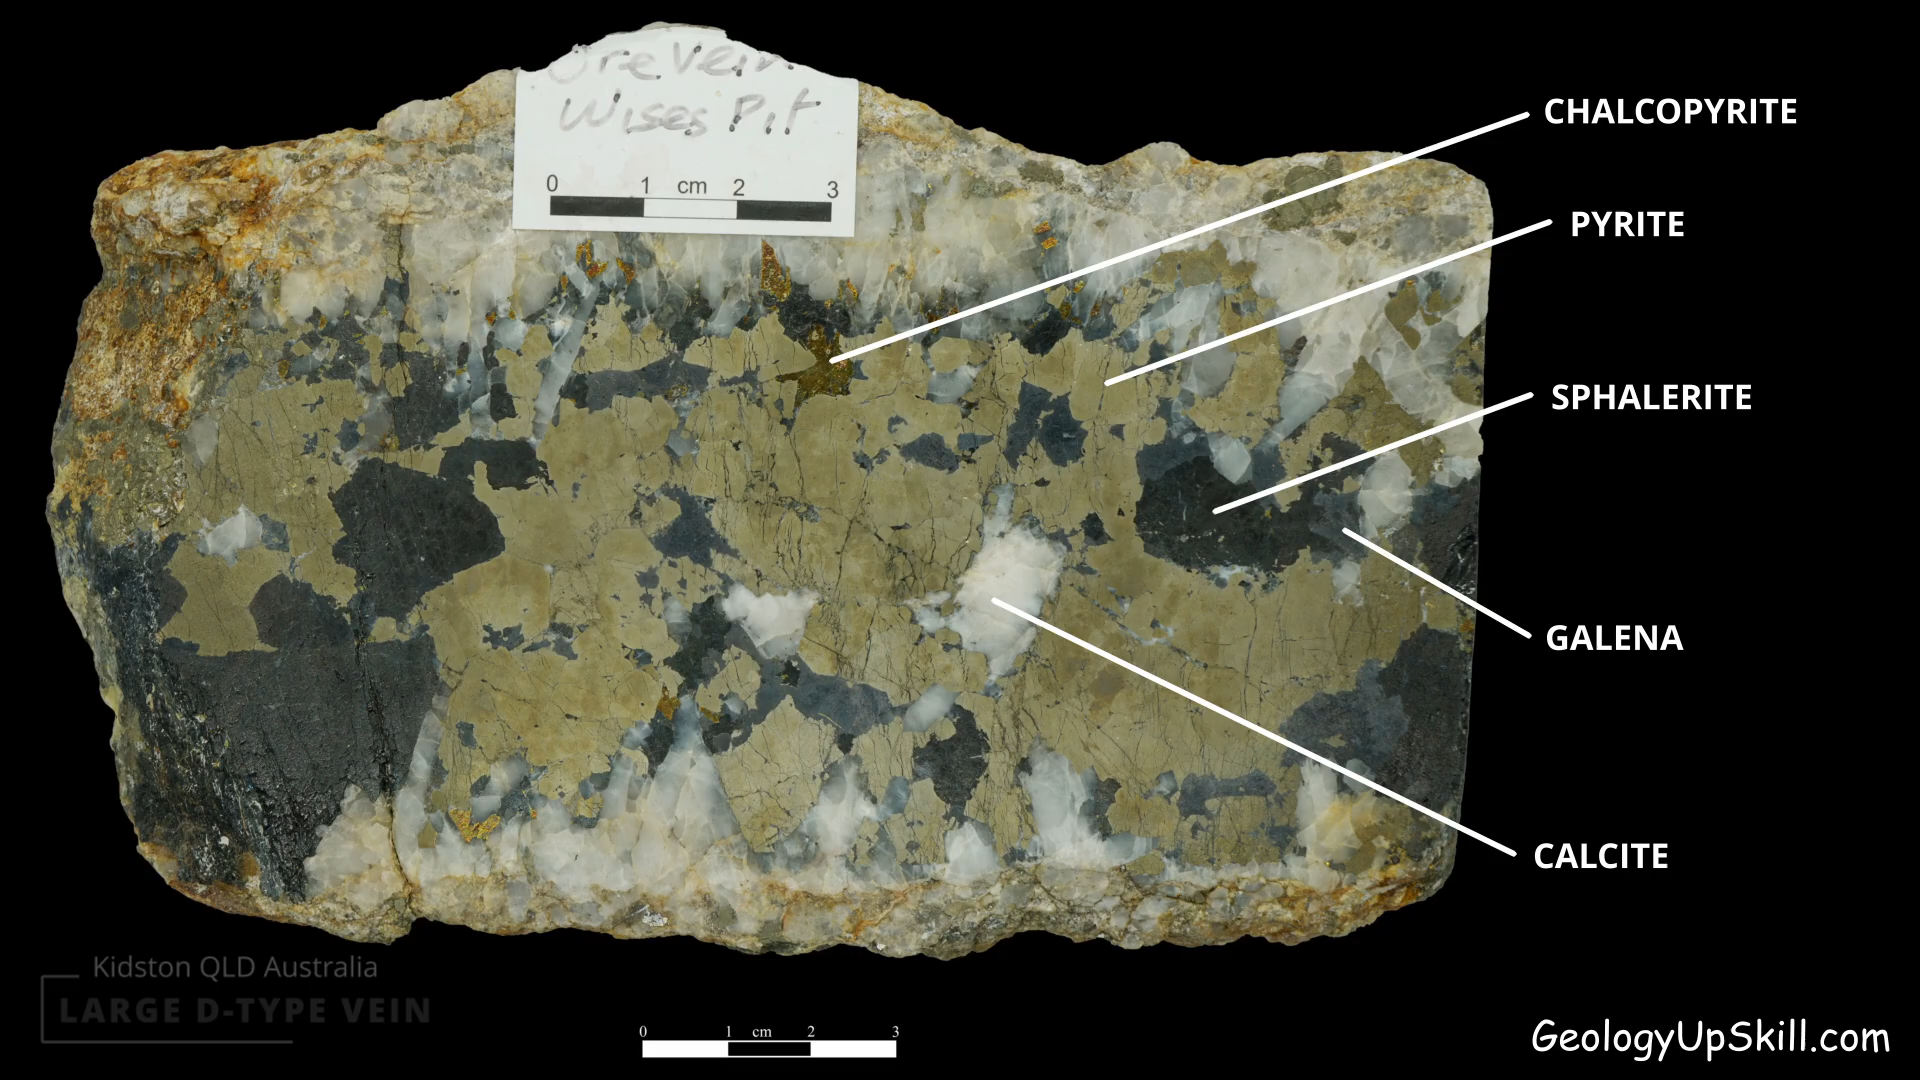 Ore Vein
Wises Pit
0 1 cm 2 3
CHALCOPYRITE
PYRITE
SPHALERITE
GALENA
CALCITE
Kidston QLD Australia
LARGE D-TYPE VEIN
0 1 cm 2 3
GeologyUpSkill.com